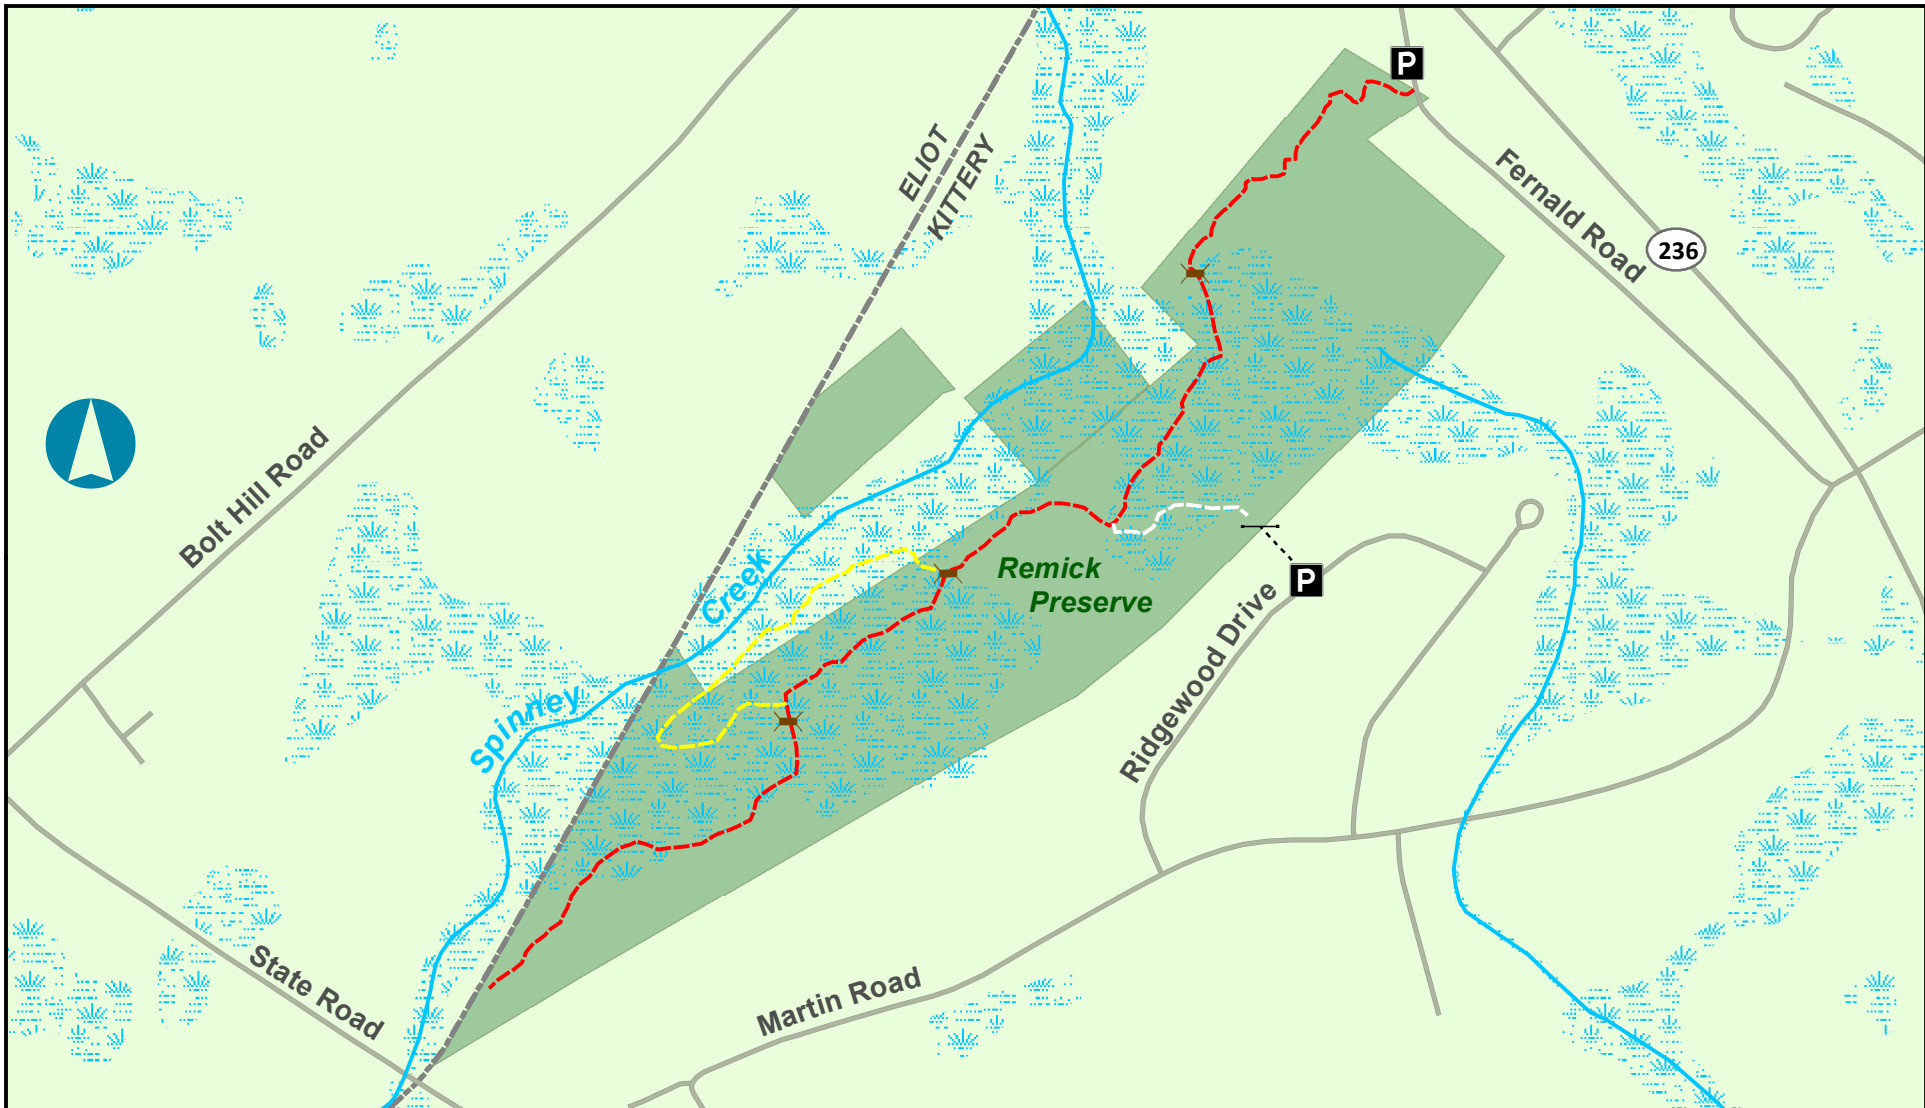 P
ELIOT
KITTERY
Fernald Road
236
Bolt Hill Road
Creek
Remick
Preserve
P
Ridgewood Drive
Spinney
State Road
Martin Road